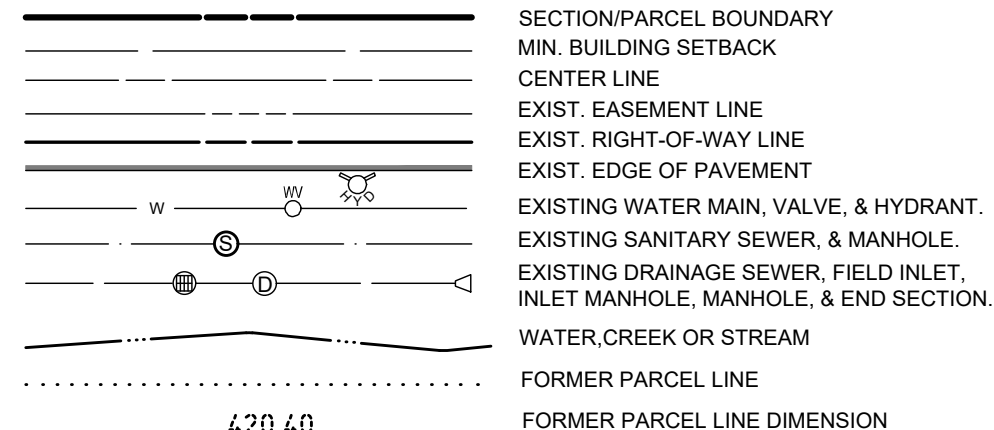 SECTION/PARCEL BOUNDARY
MIN. BUILDING SETBACK
CENTER LINE
EXIST. EASEMENT LINE
EXIST. RIGHT-OF-WAY LINE
EXIST. EDGE OF PAVEMENT
WV HYD
W
EXISTING WATER MAIN, VALVE, & HYDRANT.
S
EXISTING SANITARY SEWER, & MANHOLE.
D
EXISTING DRAINAGE SEWER, FIELD INLET,
INLET MANHOLE, MANHOLE, & END SECTION.
WATER,CREEK OR STREAM
FORMER PARCEL LINE
420.40
FORMER PARCEL LINE DIMENSION